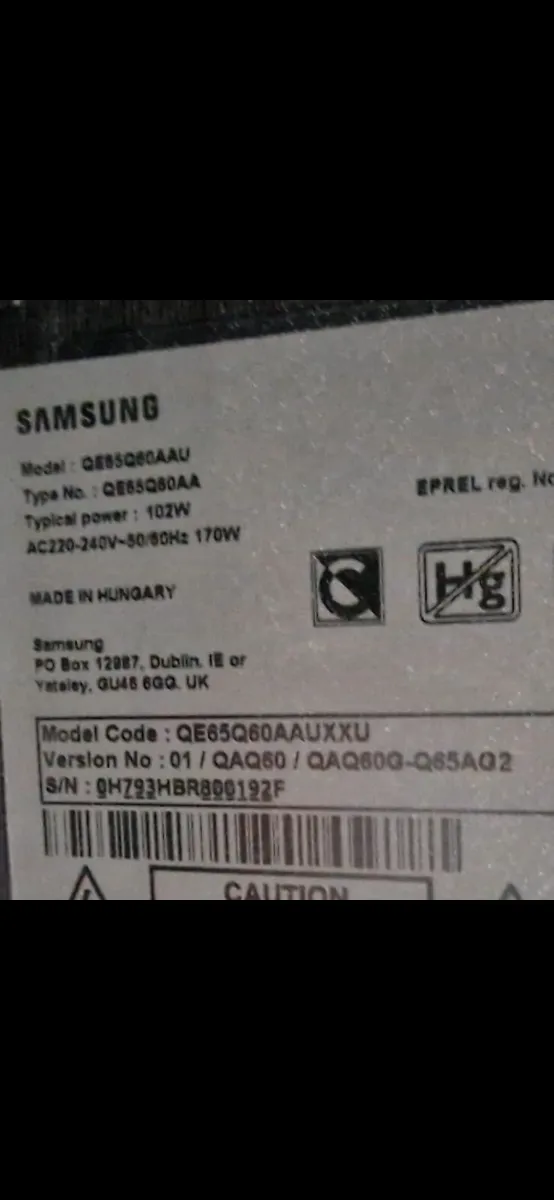 SAMSUNG
Model : QE65Q60AAU
Type No. : QE65Q60AA
Typical power : 102W
AC220-240V~50/60Hz 170W
EPREL reg. No
Hg
MADE IN HUNGARY
Samsung
PO Box 12987, Dublin. IE or
Yateley, GU46 6GG. UK
Model Code : QE65Q60AAUXXU
Version No : 01 / QAQ60 / QAQ60G-Q65AG2
S/N : 0H793HBR800192F
CAUTION